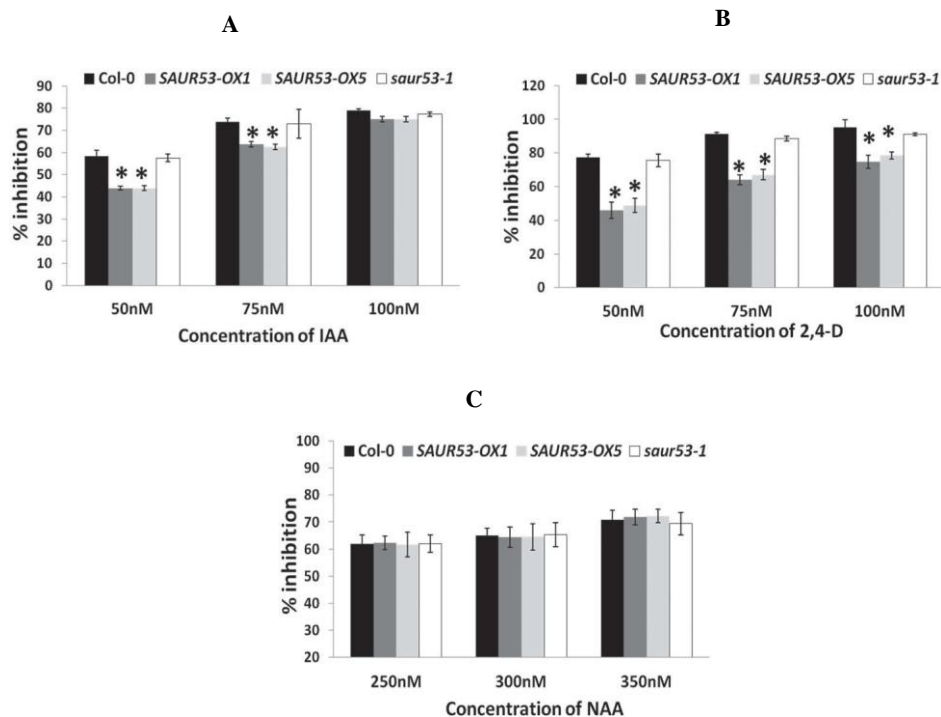 A
Col-0 SAUR53-OX1 SAUR53-OX5 saur53-1
% inhibition
90
80
70
60
50
40
30
20
10
0
* *
* *
50nM 75nM 100nM
Concentration of IAA
B
Col-0 SAUR53-OX1 SAUR53-OX5 saur53-1
% inhibition
120
100
80
60
40
20
0
* *
* *
* *
50nM 75nM 100nM
Concentration of 2,4-D
C
Col-0 SAUR53-OX1 SAUR53-OX5 saur53-1
% inhibition
100
90
80
70
60
50
40
30
20
250nM 300nM 350nM
Concentration of NAA